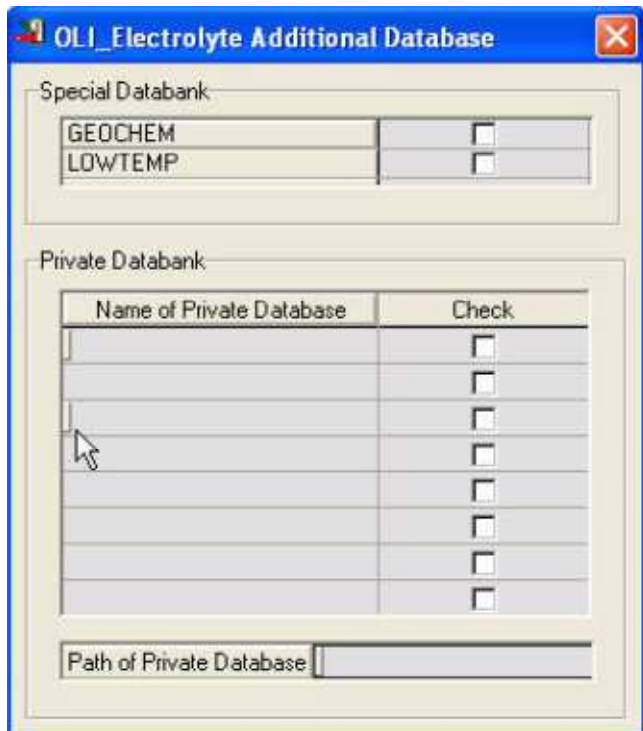 OLI_Electrolyte Additional Database
Special Databank
GEOCHEM
LOWTEMP
Private Databank
Name of Private Database Check
Path of Private Database